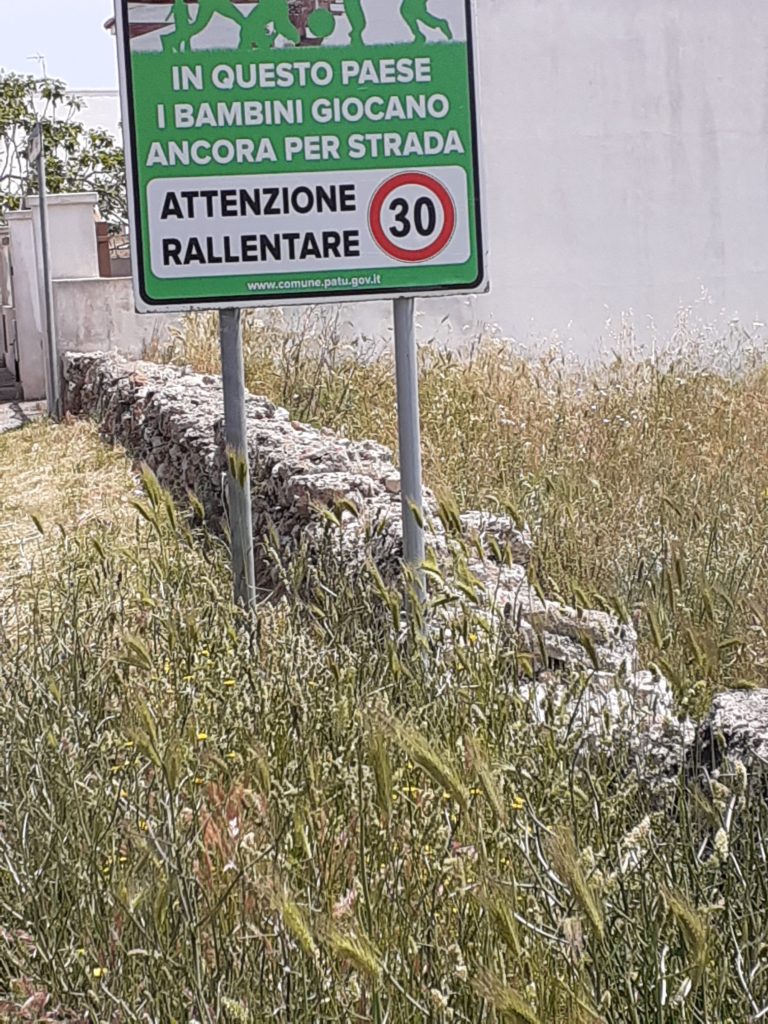 IN QUESTO PAESE
I BAMBINI GIOCANO
ANCORA PER STRADA
ATTENZIONE
RALLENTARE
30
www.comune.patu.gov.it